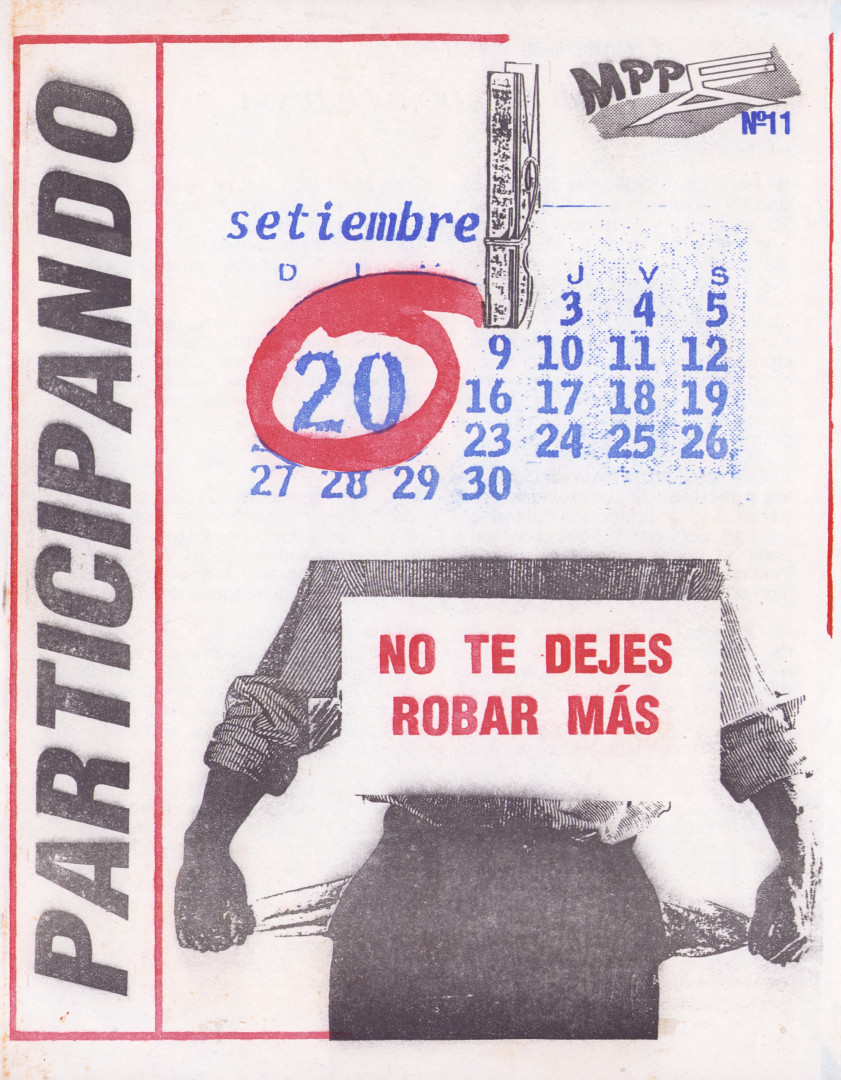 PARTICIPANDO
MPP
Nº11
setiembre
D J V S
3 4 5
9 10 11 12
20
16 17 18 19
23 24 25 26
27 28 29 30
NO TE DEJES
ROBAR MÁS